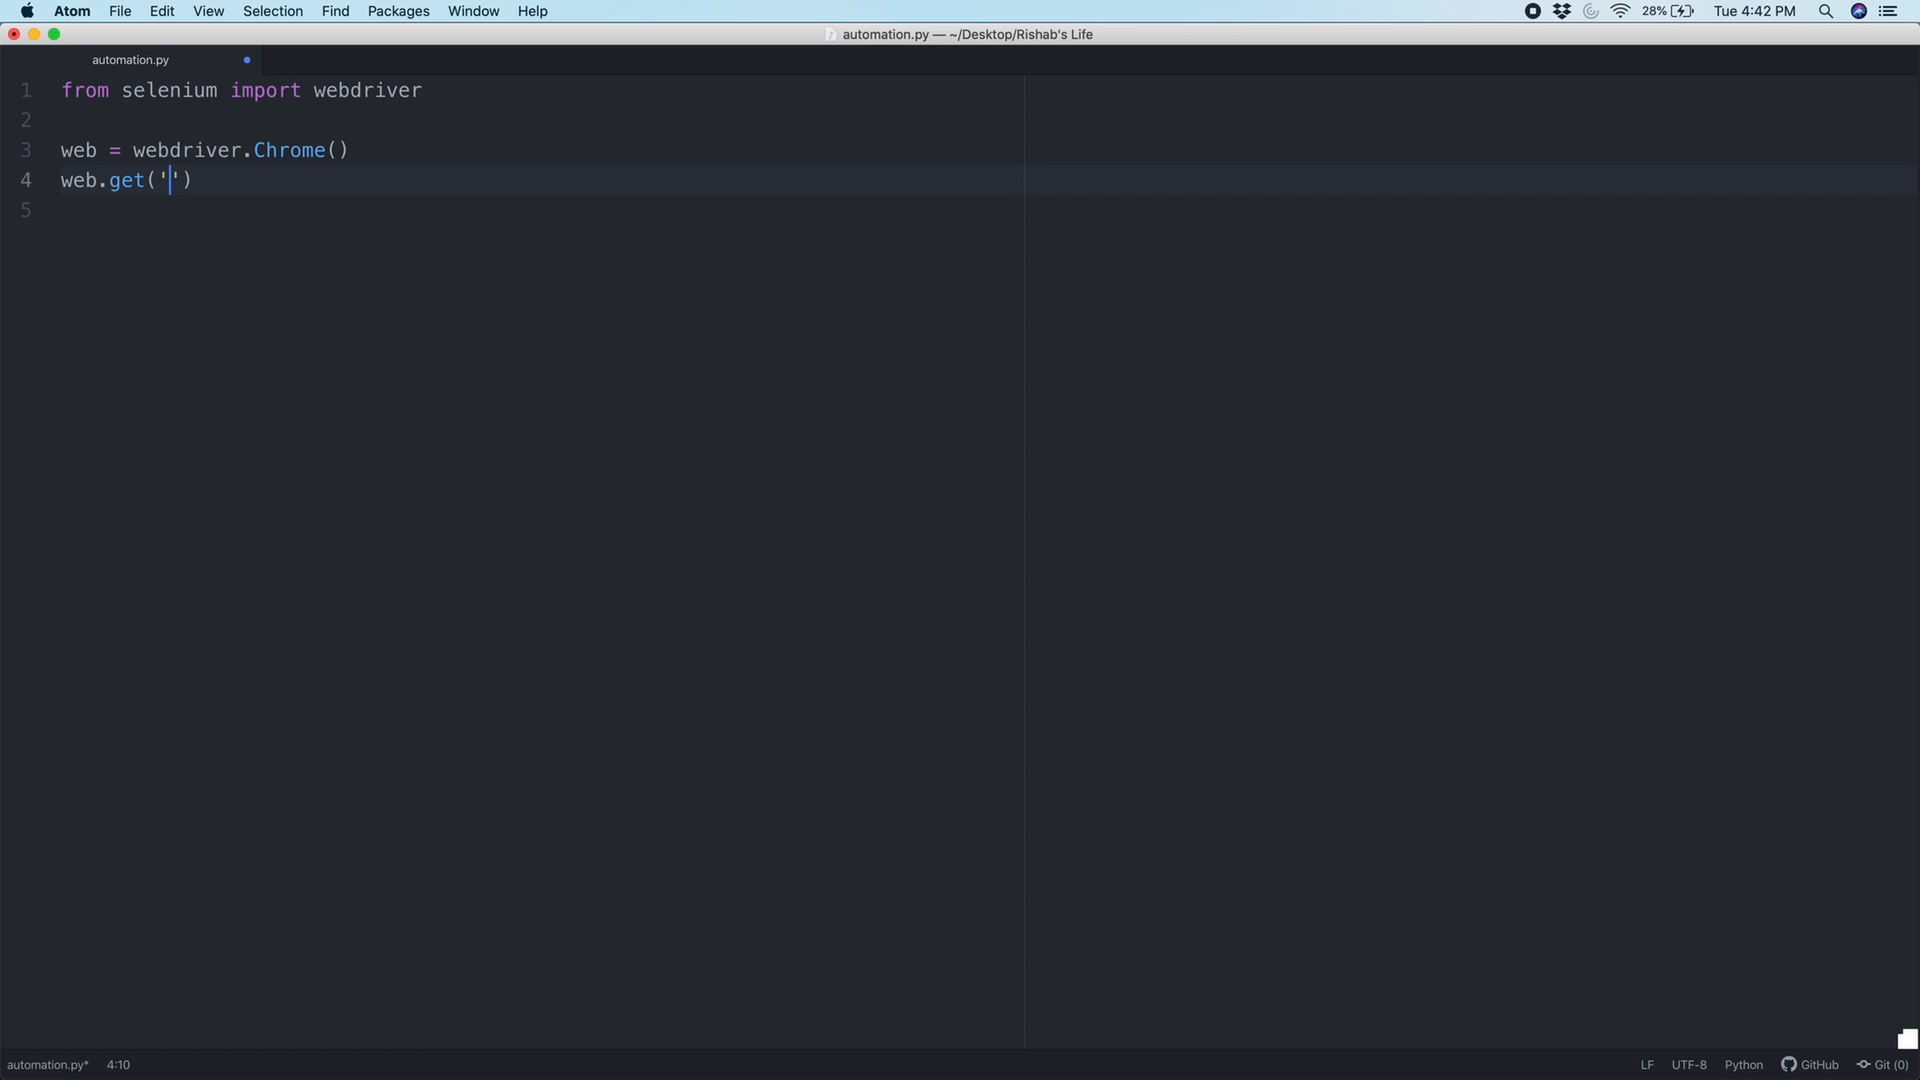 Atom File Edit View Selection Find Packages Window Help 28% Tue 4:42 PM
automation.py — ~/Desktop/Rishab's Life
automation.py
1 from selenium import webdriver
2
3 web = webdriver.Chrome()
4 web.get('')
5
automation.py* 4:10 LF UTF-8 Python GitHub Git (0)